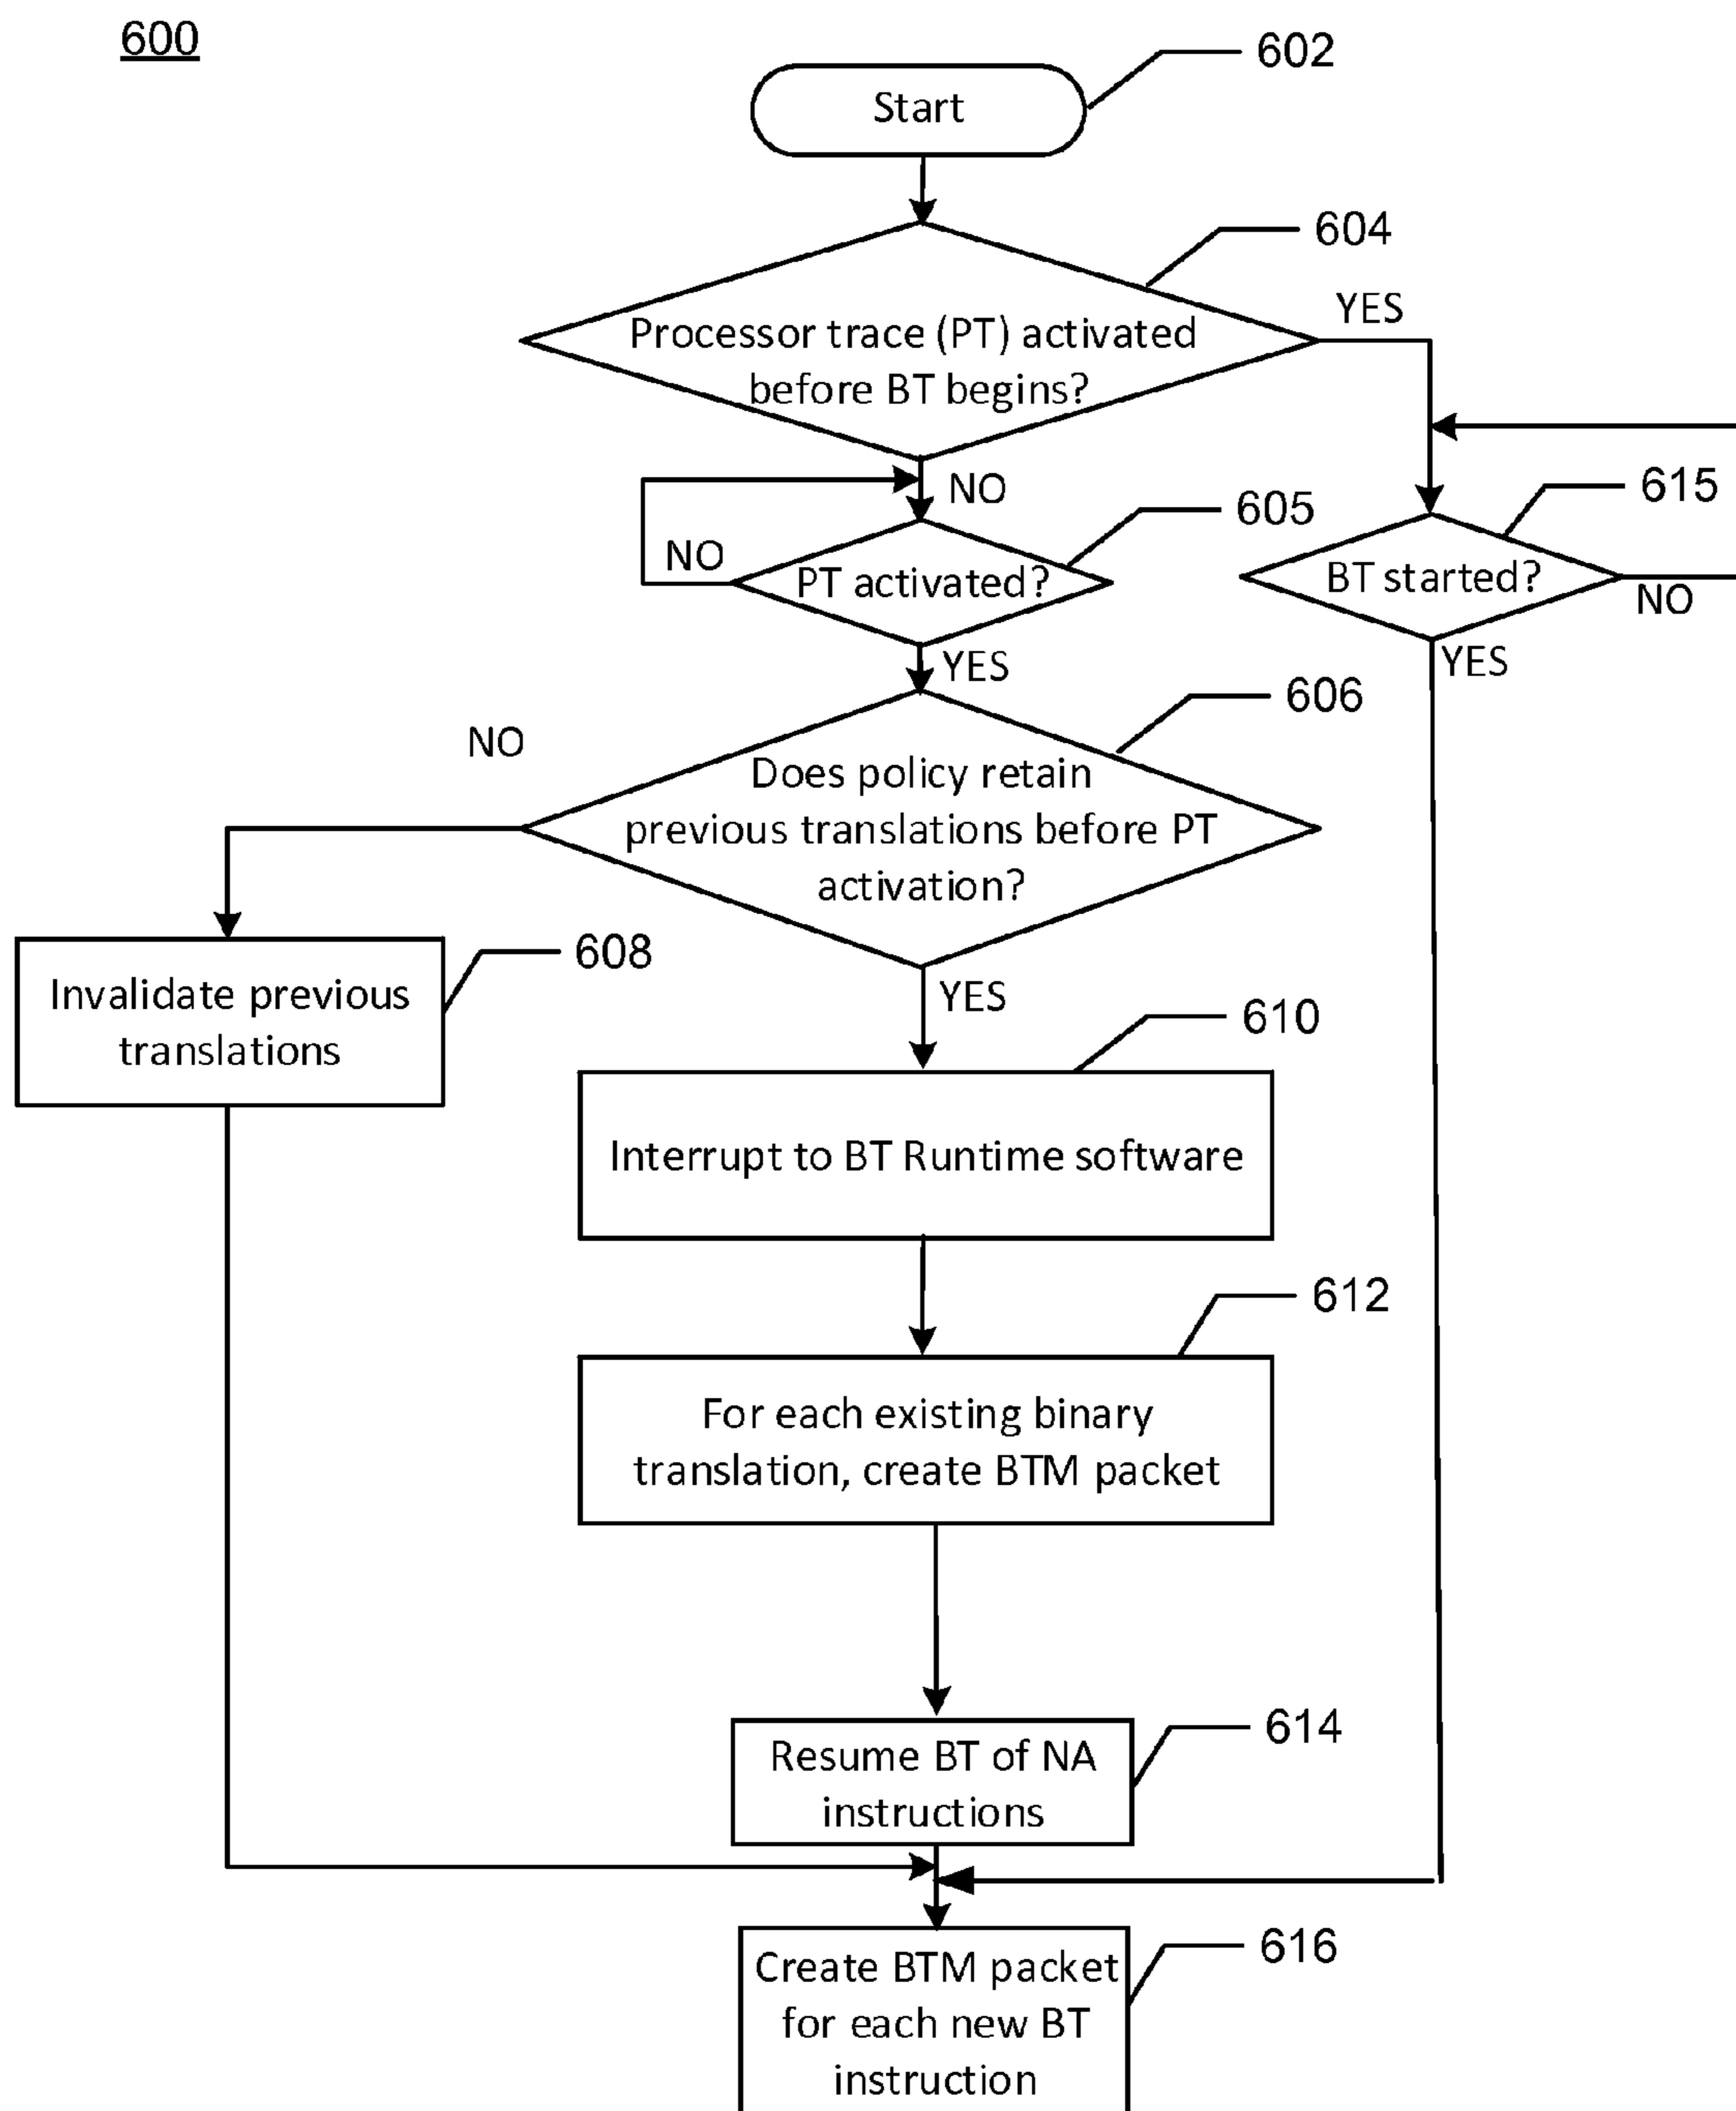 600
602
Start
604
YES
Processor trace (PT) activated
before BT begins?
NO
605
615
NO
PT activated?
BT started?
NO
YES
YES
606
NO
Does policy retain
previous translations before PT
activation?
608
Invalidate previous
translations
YES
610
Interrupt to BT Runtime software
612
For each existing binary
translation, create BTM packet
614
Resume BT of NA
instructions
616
Create BTM packet
for each new BT
instruction